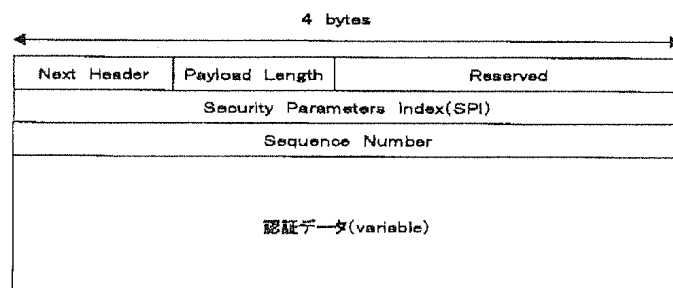 4 bytes
Next Header Payload Length Reserved
Security Parameters Index(SPI)
Sequence Number
認証データ(variable)